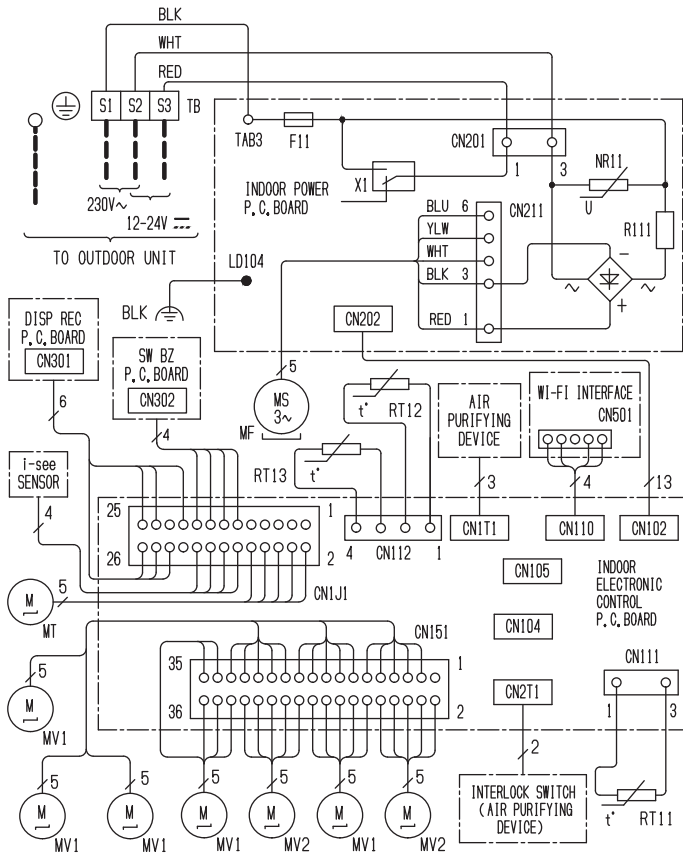 BLK
WHT
RED
S1 S2 S3 TB
TAB3
F11
CN201
1 3
NR11
U
X1
INDOOR POWER
P.C.BOARD
230V~
12-24V ⎓
TO OUTDOOR UNIT
R111
BLU 6
CN211
YLW
WHT
BLK 3
RED 1
−
~ ~
+
LD104
BLK
CN202
DISP REC
P.C.BOARD
CN301
SW BZ
P.C.BOARD
CN302
6
4
5
MS
3~
MF
t° RT12
RT13 t°
AIR
PURIFYING
DEVICE
3
WI-FI INTERFACE
CN501
4
13
i-see
SENSOR
4
25 1
26 2
CN1J1
4 CN112 1
CN1T1
CN110
CN102
CN105
INDOOR
ELECTRONIC
CONTROL
P.C.BOARD
CN104
M
5
MT
CN151
35 1
36 2
CN2T1
CN111
1 3
M
5
MV1
2
INTERLOCK SWITCH
(AIR PURIFYING
DEVICE)
t° RT11
5 5 5 5 5 5
M M M M M M
MV1 MV1 MV1 MV2 MV1 MV2